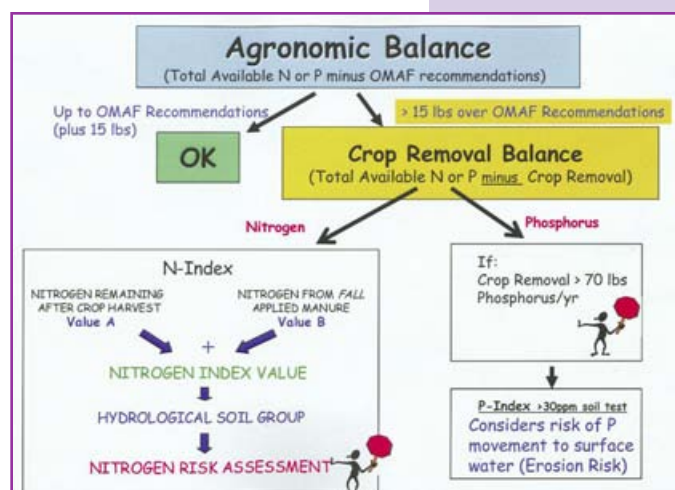 Agronomic Balance
(Total Available N or P minus OMAF recommendations)
Up to OMAF Recommendations
(plus 15 lbs)
> 15 lbs over OMAF Recommendations
OK
Crop Removal Balance
(Total Available N or P minus Crop Removal)
Nitrogen
Phosphorus
N-Index
NITROGEN REMAINING
AFTER CROP HARVEST
Value A
NITROGEN FROM FALL
APPLIED MANURE
Value B
+
NITROGEN INDEX VALUE
HYDROLOGICAL SOIL GROUP
NITROGEN RISK ASSESSMENT
If:
Crop Removal > 70 lbs
Phosphorus/yr
P-Index >30ppm soil test
Considers risk of P
movement to surface
water (Erosion Risk)